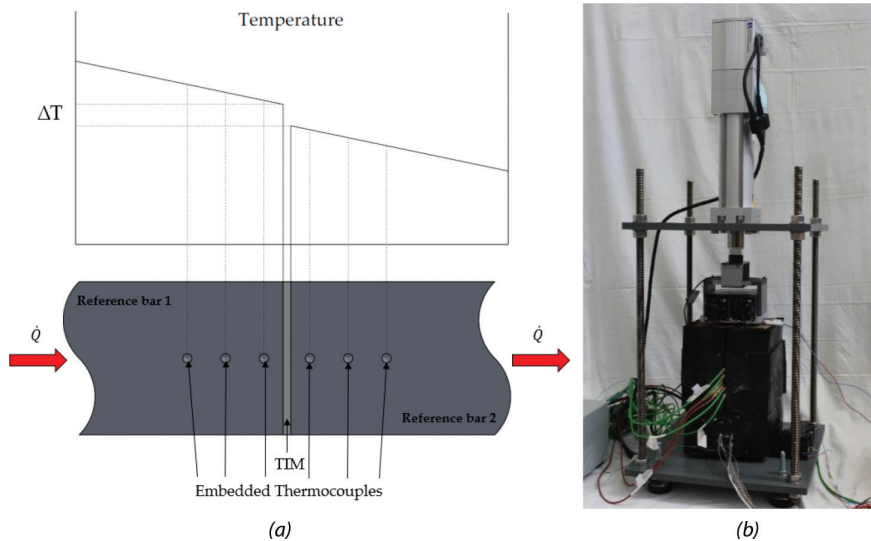 Temperature
ΔT
Reference bar 1
Q̇
Q̇
Reference bar 2
TIM
Embedded Thermocouples
(a)
(b)